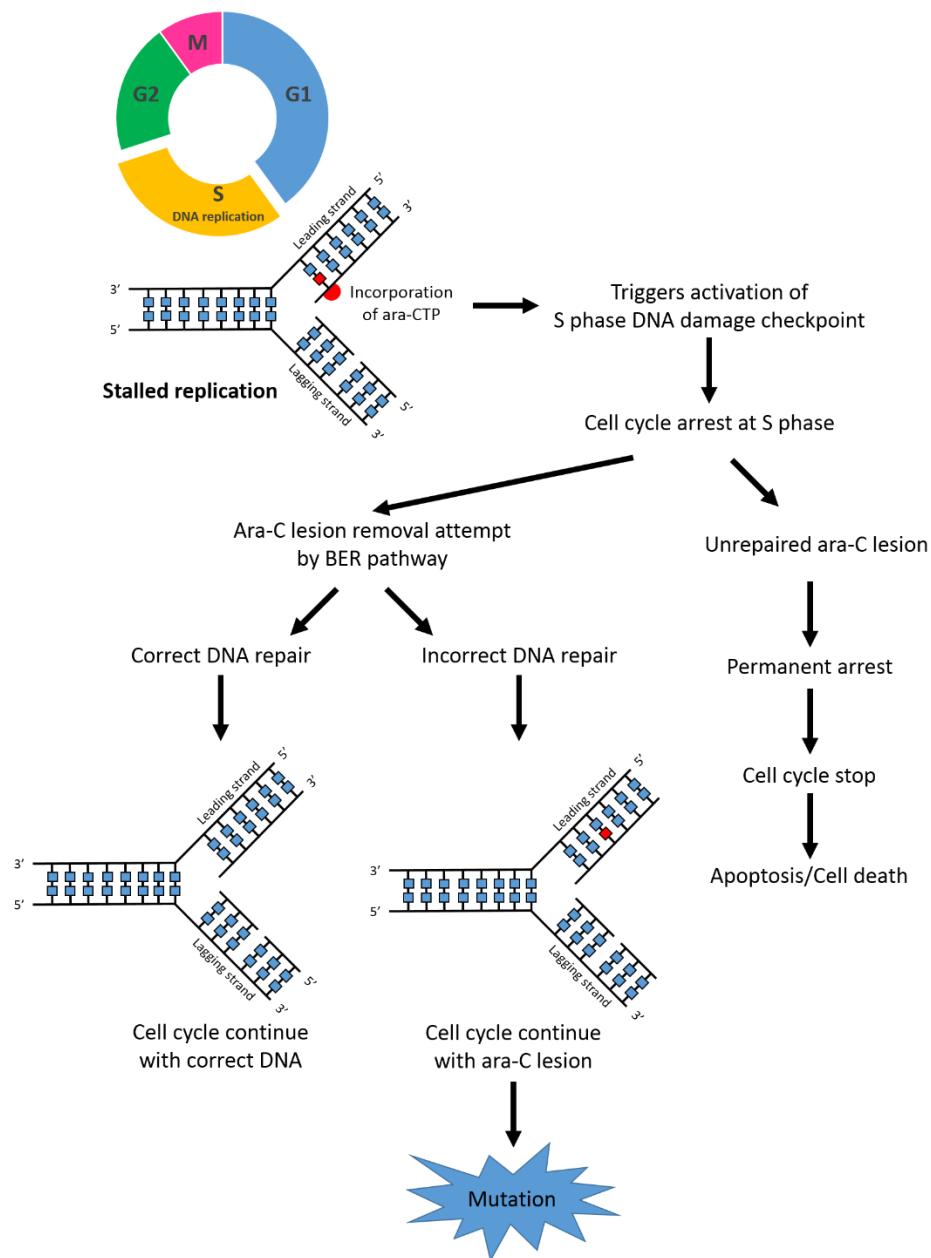 M
G2
G1
S
DNA replication
Leading strand
5’
3’
3’
5’
Incorporation
of ara-CTP
Triggers activation of
S phase DNA damage checkpoint
Lagging strand
5’
3’
Stalled replication
Cell cycle arrest at S phase
Ara-C lesion removal attempt
by BER pathway
Unrepaired ara-C lesion
Correct DNA repair
Incorrect DNA repair
Permanent arrest
Cell cycle stop
Apoptosis/Cell death
Leading strand
5’
3’
3’
5’
Lagging strand
5’
3’
Leading strand
5’
3’
3’
5’
Lagging strand
5’
3’
Cell cycle continue
with correct DNA
Cell cycle continue
with ara-C lesion
Mutation